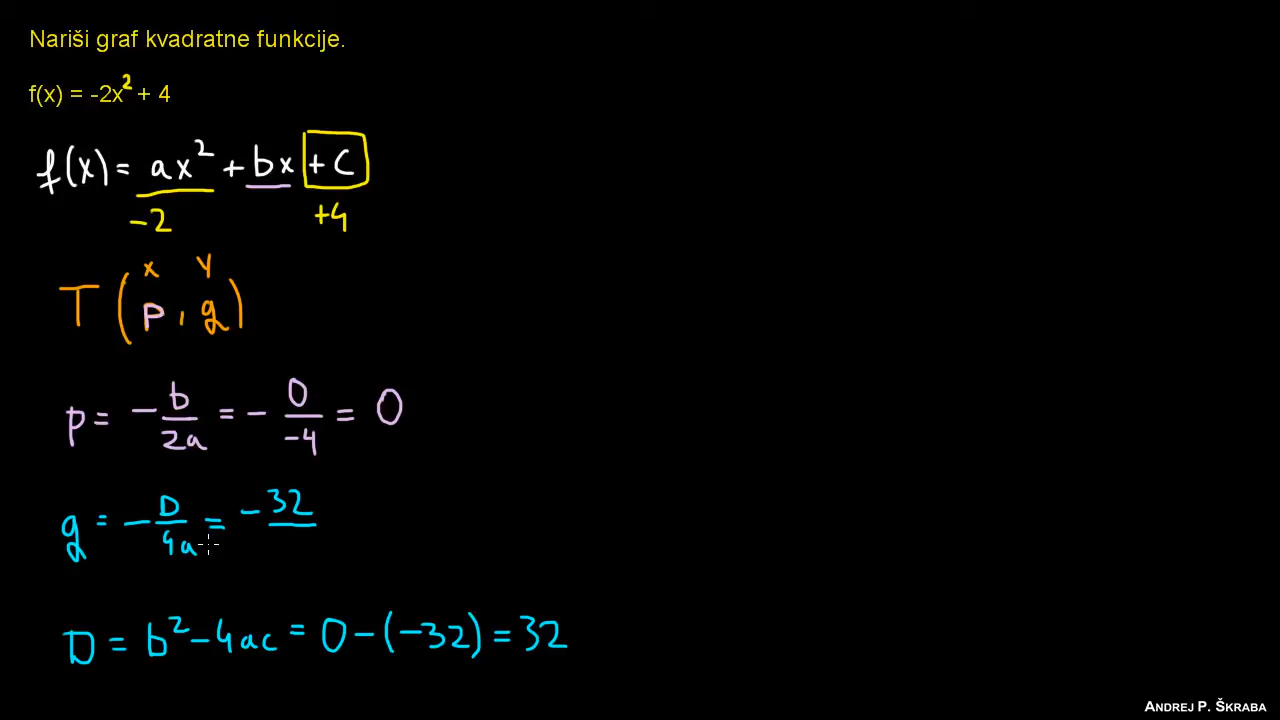 Nariši graf kvadratne funkcije.
f(x) = -2x² + 4
f(x) = ax² + bx + c
-2 +4
x y
T (p, q)
p = - b/2a = - 0/-4 = 0
q = - D/4a = - 32
D = b² - 4ac = 0 - (-32) = 32
ANDREJ P. ŠKRABA